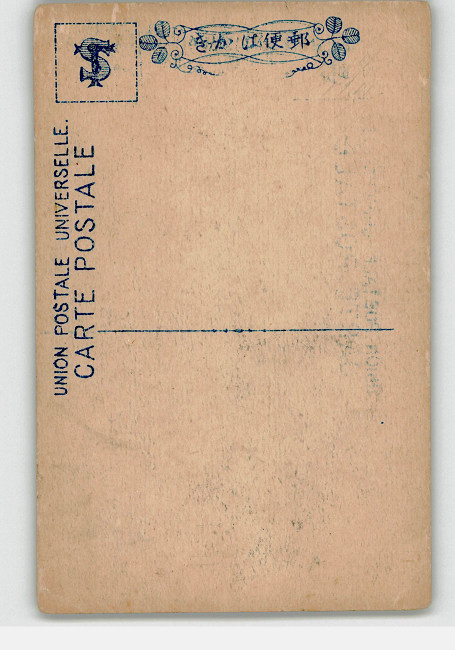 郵便はかき
UNION POSTALE UNIVERSELLE.
CARTE POSTALE